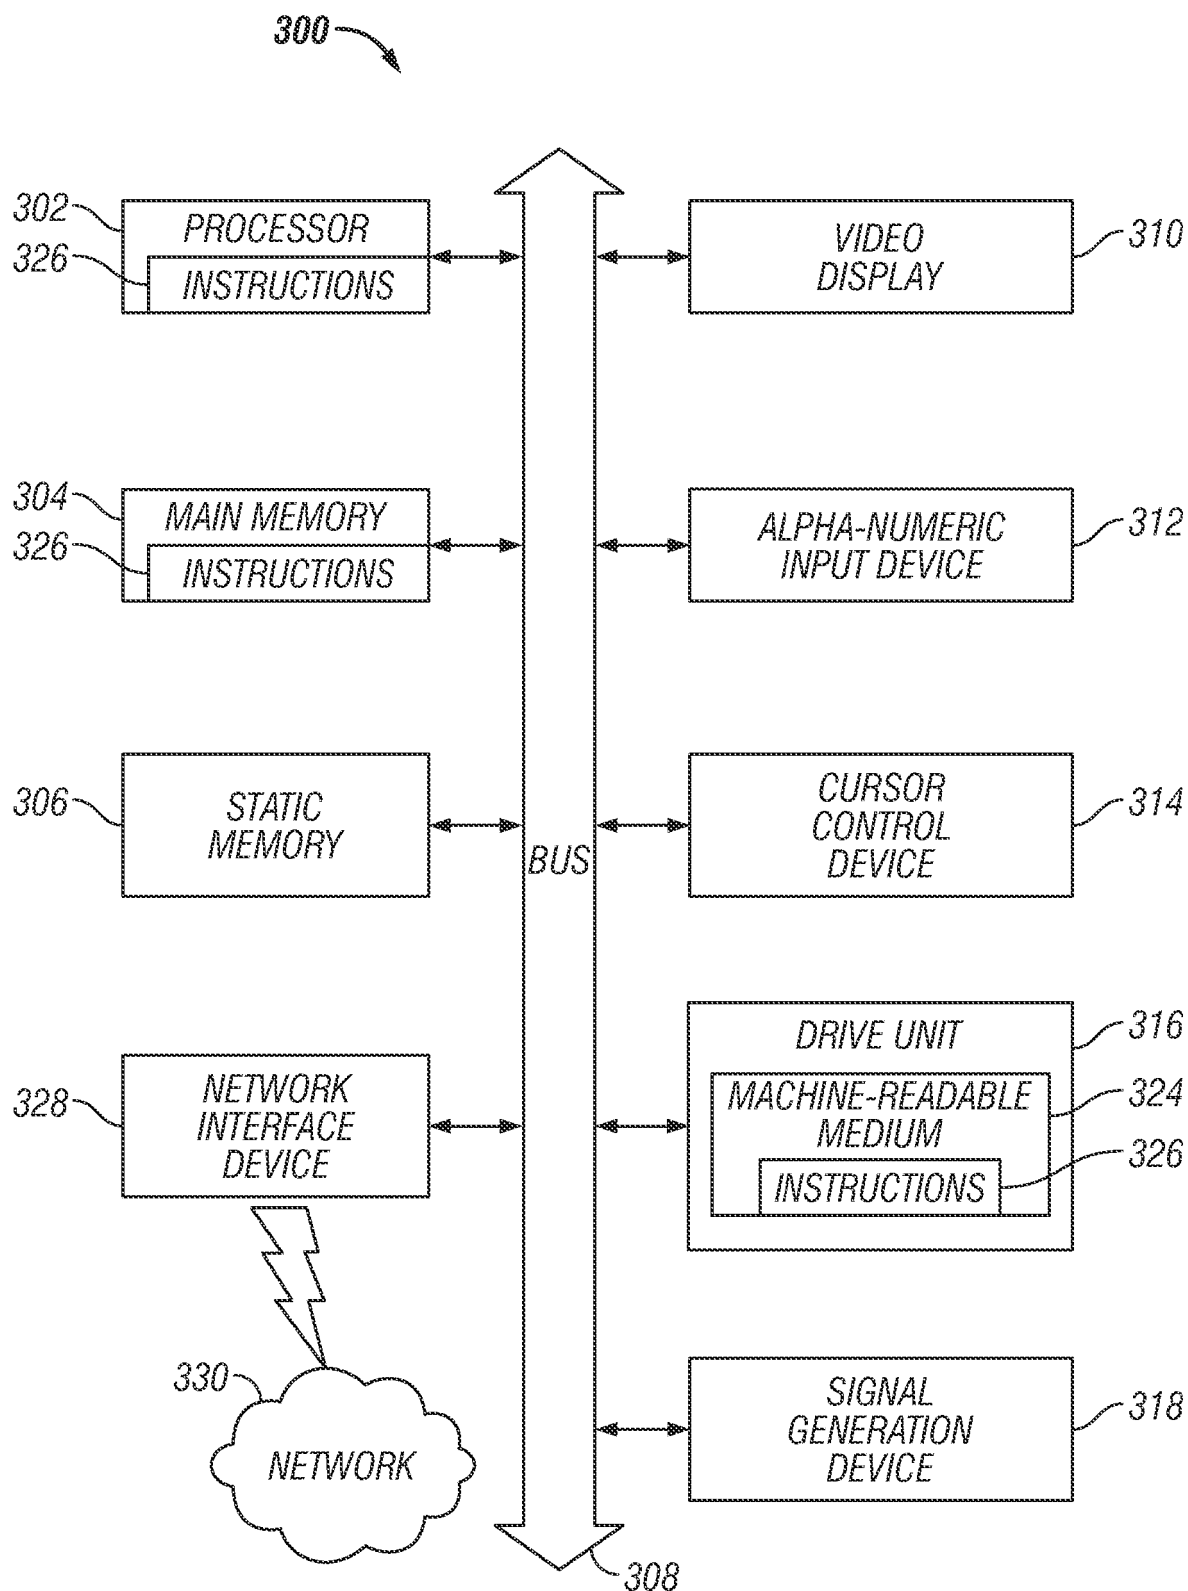 300
302
PROCESSOR
326
INSTRUCTIONS
VIDEO
DISPLAY
310
304
MAIN MEMORY
326
INSTRUCTIONS
ALPHA-NUMERIC
INPUT DEVICE
312
306
STATIC
MEMORY
BUS
CURSOR
CONTROL
DEVICE
314
328
NETWORK
INTERFACE
DEVICE
DRIVE UNIT
316
MACHINE-READABLE
MEDIUM
324
INSTRUCTIONS
326
330
NETWORK
SIGNAL
GENERATION
DEVICE
318
308